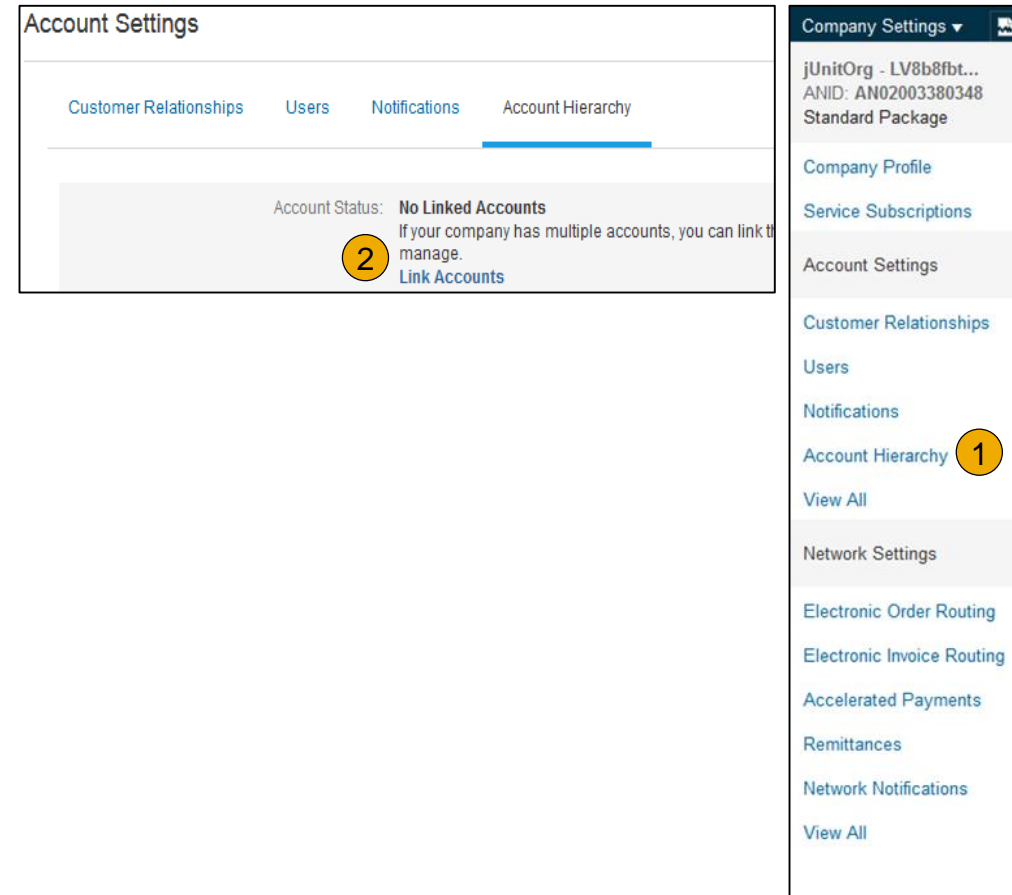 Account Settings
Customer Relationships Users Notifications Account Hierarchy
Account Status: No Linked Accounts
If your company has multiple accounts, you can link
manage.
2
Link Accounts
Company Settings ▾
jUnitOrg - LV8b8fbt...
ANID: AN02003380348
Standard Package
Company Profile
Service Subscriptions
Account Settings
Customer Relationships
Users
Notifications
Account Hierarchy 1
View All
Network Settings
Electronic Order Routing
Electronic Invoice Routing
Accelerated Payments
Remittances
Network Notifications
View All